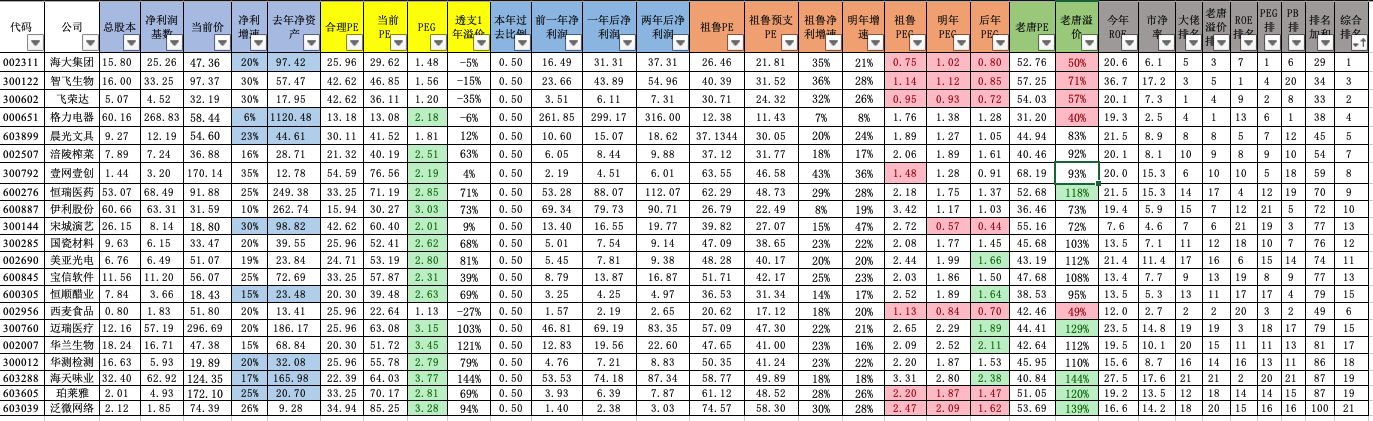 代码 公司 总股本 净利润基数 当前价 净利增速 去年净资产 合理PE 当前PE PEG 透支1年溢价 本年过去比例 前一年净利润 一年后净利润 两年后净利润 祖鲁PE 祖鲁预支PE 祖鲁净利增速 明年增速 祖鲁PEG 明年PEG 后年PEG 老唐PE 老唐溢价 今年ROE 市净率 大佬排名 老唐溢价排 ROE排名 PEG排 PB排 排名加和 综合排名
002311 海大集团 15.80 25.26 47.36 20% 97.42 25.96 29.62 1.48 -5% 0.50 16.49 31.31 37.31 26.46 21.81 35% 21% 0.75 1.02 0.80 52.76 50% 20.6 6.1 5 3 7 1 6 29 1
300122 智飞生物 16.00 33.25 97.37 30% 57.47 42.62 46.85 1.56 -15% 0.50 23.66 43.89 54.96 40.39 31.52 36% 28% 1.14 1.12 0.85 57.25 71% 36.7 17.2 3 5 1 4 20 34 3
300602 飞荣达 5.07 4.52 32.19 30% 17.95 42.62 36.11 1.20 -35% 0.50 3.51 6.11 7.31 30.71 24.32 32% 26% 0.95 0.93 0.72 54.03 57% 20.1 7.3 1 4 9 2 8 33 2
000651 格力电器 60.16 268.83 58.44 6% 1120.48 13.18 13.08 2.18 -6% 0.50 261.85 299.17 316.00 12.38 11.43 7% 8% 1.76 1.38 1.28 31.20 40% 19.3 2.5 4 1 13 6 1 38 4
603899 晨光文具 9.27 12.19 54.60 23% 44.61 30.11 41.52 1.81 12% 0.50 10.60 15.07 18.62 37.1344 30.05 20% 24% 1.89 1.27 1.05 44.94 83% 21.5 8.9 8 8 5 7 12 45 5
002507 涪陵榨菜 7.89 7.24 36.88 16% 28.71 21.32 40.19 2.51 63% 0.50 6.05 8.44 9.88 37.12 31.77 18% 17% 2.06 1.89 1.61 40.46 92% 20.1 8.1 10 9 8 9 10 54 7
300792 壹网壹创 1.44 3.20 170.14 35% 12.78 54.59 76.56 2.19 4% 0.50 2.19 4.51 6.01 63.55 46.58 43% 36% 1.48 1.28 0.91 68.19 93% 20.0 15.3 6 10 10 5 18 59 8
600276 恒瑞医药 53.07 68.49 91.88 25% 249.38 33.25 71.19 2.85 71% 0.50 53.28 88.07 112.07 62.29 48.73 29% 28% 2.18 1.75 1.37 52.68 118% 21.5 15.3 14 17 4 12 19 70 9
600887 伊利股份 60.66 63.31 31.59 10% 262.74 15.94 30.27 3.03 73% 0.50 69.34 79.73 90.71 26.79 22.49 8% 19% 3.42 1.17 1.03 36.46 73% 19.4 5.9 15 7 12 21 5 72 10
300144 宋城演艺 26.15 8.14 18.80 30% 98.82 42.62 60.40 2.01 9% 0.50 13.40 16.55 19.77 39.82 27.07 15% 47% 2.72 0.57 0.44 55.16 72% 7.6 4.6 7 6 21 19 3 77 13
300285 国瓷材料 9.63 6.15 33.47 20% 39.55 25.96 52.41 2.62 68% 0.50 5.01 7.54 9.14 47.09 38.65 23% 22% 2.08 1.77 1.45 45.68 103% 13.5 7.1 11 12 18 10 7 76 12
002690 美亚光电 6.76 6.49 51.07 19% 23.84 24.71 53.19 2.80 81% 0.50 5.45 7.81 9.38 48.28 40.17 20% 20% 2.44 1.92 1.66 43.19 112% 21.4 11.4 17 16 6 15 14 74 11
600845 宝信软件 11.56 11.20 56.07 25% 72.69 33.25 57.87 2.31 39% 0.50 8.79 13.87 16.87 51.71 42.17 25% 23% 2.03 1.86 1.50 47.68 108% 13.4 7.7 9 13 19 8 9 77 13
600305 恒顺醋业 7.84 3.66 18.43 15% 23.48 20.30 39.48 2.63 69% 0.50 3.25 4.25 4.97 36.53 31.34 14% 17% 2.52 1.89 1.64 38.53 95% 13.5 5.3 13 11 17 17 4 79 15
002956 西麦食品 0.80 1.83 51.80 20% 13.41 25.96 22.64 1.13 -27% 0.50 1.57 2.19 2.65 20.62 17.12 18% 20% 1.13 0.84 0.70 42.46 49% 12.0 2.7 2 2 20 3 2 49 6
300760 迈瑞医疗 12.16 57.19 296.69 20% 186.17 25.96 63.08 3.15 103% 0.50 46.81 69.19 83.35 57.09 47.30 22% 21% 2.65 2.29 1.89 44.41 129% 23.5 14.8 19 19 3 18 17 79 15
002007 华兰生物 18.24 16.71 47.38 15% 68.84 20.30 51.72 3.45 121% 0.50 12.83 19.56 22.60 47.65 41.00 23% 16% 2.09 2.52 2.11 42.64 112% 19.5 10.1 20 15 11 11 13 81 17
300012 华测检测 16.63 5.93 19.89 20% 32.08 25.96 55.78 2.79 79% 0.50 4.76 7.21 8.83 50.35 41.24 23% 22% 2.20 1.87 1.53 45.95 110% 15.6 8.7 16 14 16 13 11 86 18
603288 海天味业 32.40 62.92 124.35 17% 165.98 22.39 64.03 3.77 144% 0.50 53.53 74.18 87.34 58.77 49.89 18% 18% 3.31 2.80 2.38 40.84 144% 27.5 17.6 21 21 2 20 21 87 19
603605 珀莱雅 2.01 4.93 172.10 25% 20.70 33.25 70.17 2.81 69% 0.50 3.93 6.39 7.87 61.12 48.52 28% 26% 2.20 1.87 1.47 51.05 120% 19.2 13.5 12 18 14 14 15 87 19
603039 泛微网络 2.12 1.85 74.39 26% 9.28 34.94 85.25 3.28 94% 0.50 1.40 2.38 3.03 74.57 58.30 30% 28% 2.47 2.09 1.62 53.69 139% 16.6 14.2 18 20 15 16 16 100 21